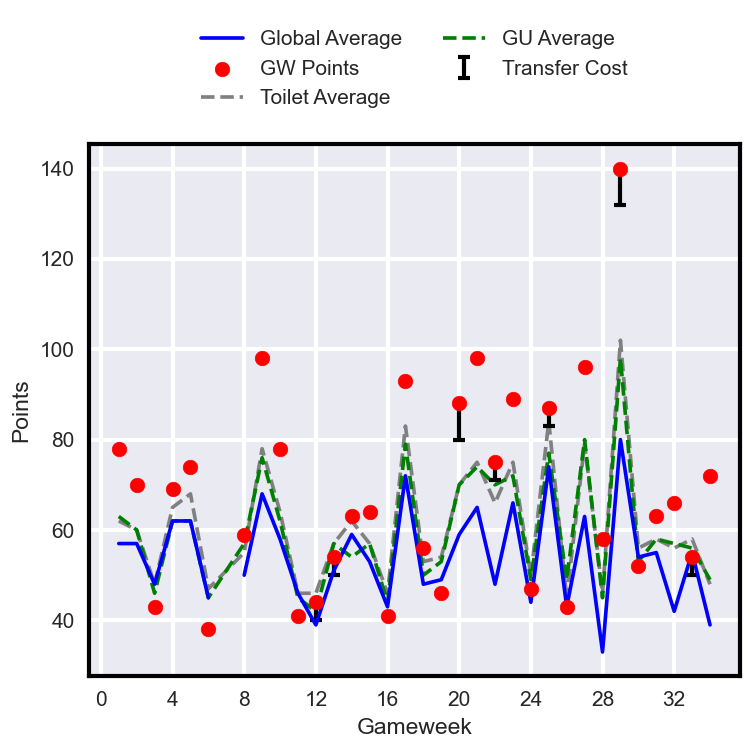 Global Average
GU Average
GW Points
Transfer Cost
Toilet Average
140
120
100
80
60
40
Points
0 4 8 12 16 20 24 28 32
Gameweek